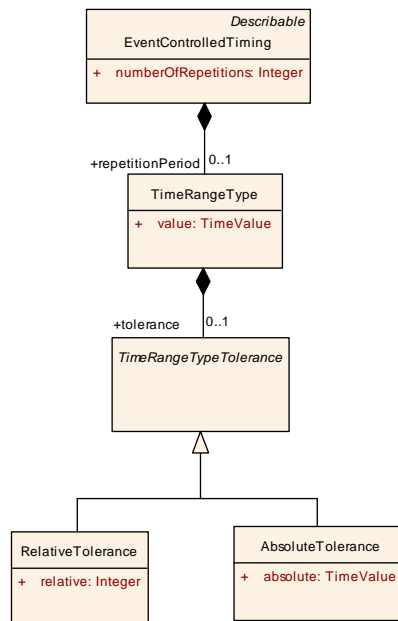 Describable
EventControlledTiming
+ numberOfRepetitions: Integer
+repetitionPeriod 0..1
TimeRangeType
+ value: TimeValue
+tolerance 0..1
TimeRangeTypeTolerance
RelativeTolerance
+ relative: Integer
AbsoluteTolerance
+ absolute: TimeValue